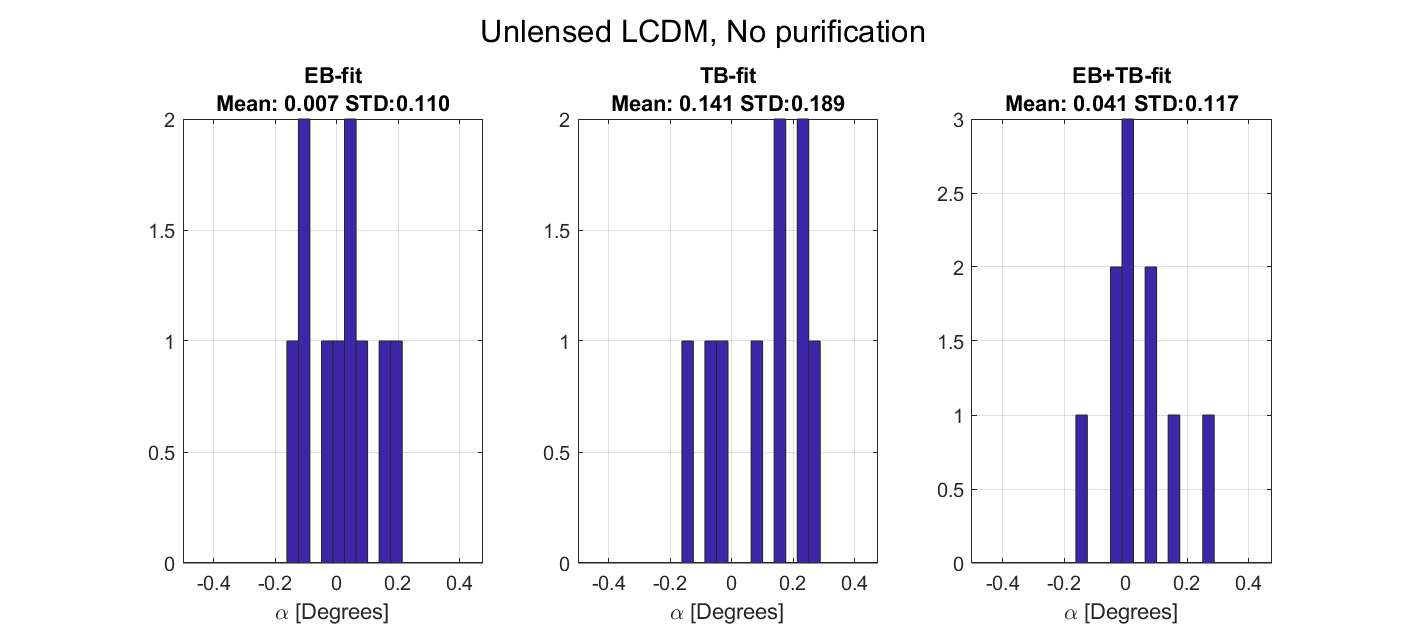 Unlensed LCDM, No purification
EB-fit
Mean: 0.007 STD:0.110
2
1.5
1
0.5
0
-0.4 -0.2 0 0.2 0.4
α [Degrees]
TB-fit
Mean: 0.141 STD:0.189
2
1.5
1
0.5
0
-0.4 -0.2 0 0.2 0.4
α [Degrees]
EB+TB-fit
Mean: 0.041 STD:0.117
3
2.5
2
1.5
1
0.5
0
-0.4 -0.2 0 0.2 0.4
α [Degrees]